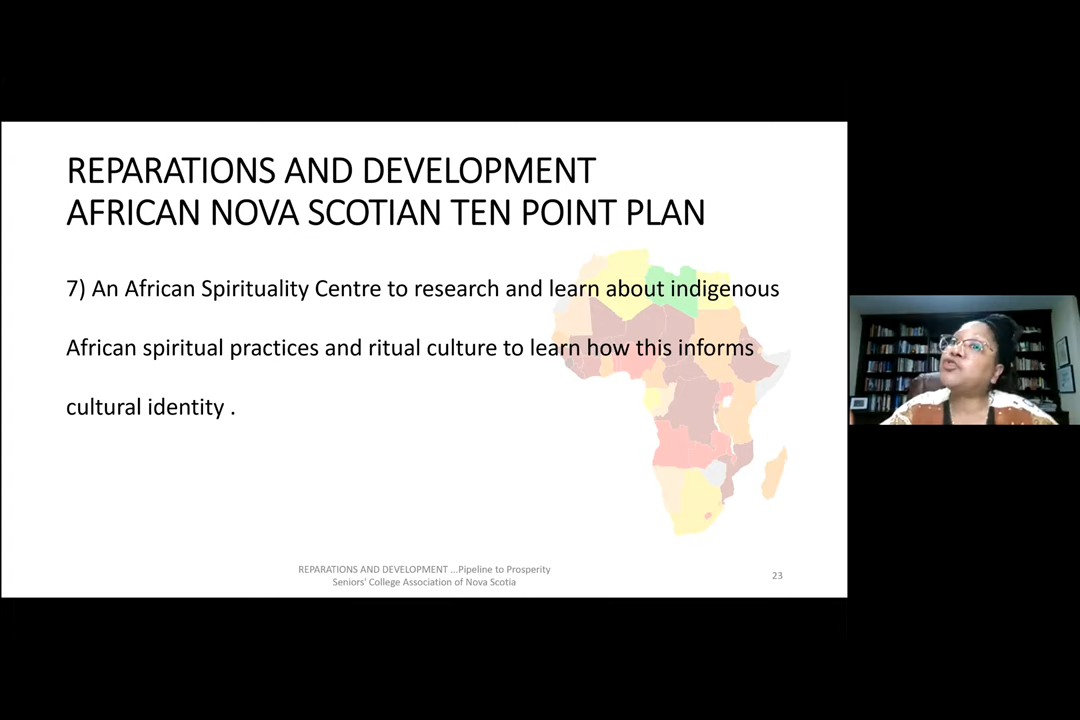 REPARATIONS AND DEVELOPMENT
AFRICAN NOVA SCOTIAN TEN POINT PLAN
7) An African Spirituality Centre to research and learn about indigenous
African spiritual practices and ritual culture to learn how this informs
cultural identity .
REPARATIONS AND DEVELOPMENT ...Pipeline to Prosperity
Seniors' College Association of Nova Scotia
23